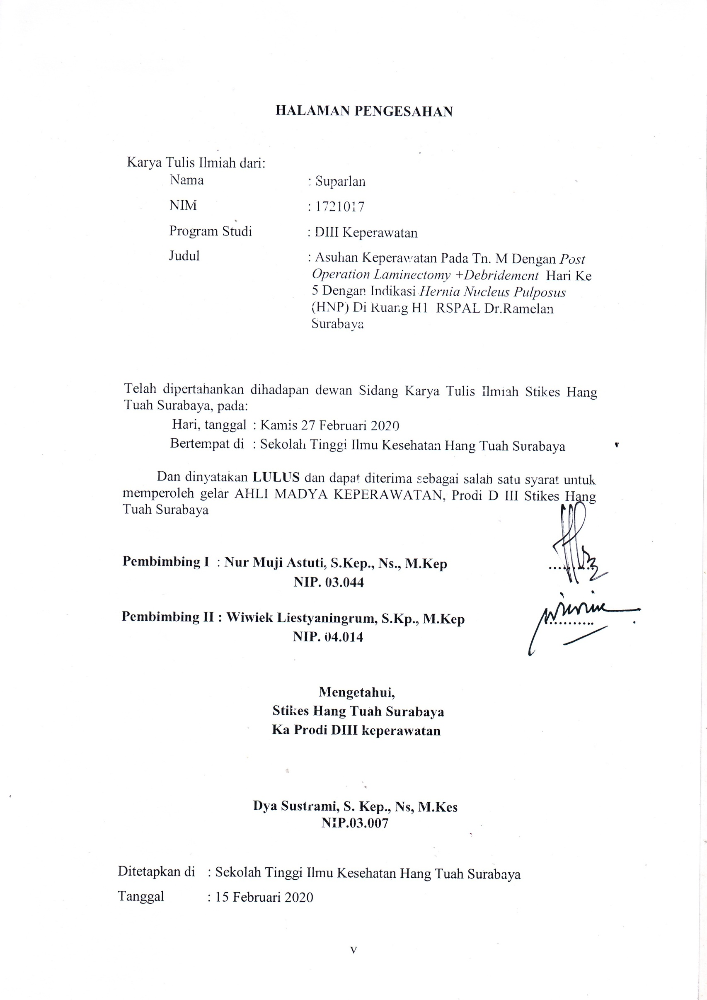 HALAMAN PENGESAHAN
Karya Tulis Ilmiah dari:
Nama : Suparlan
NIM : 1721017
Program Studi : DIII Keperawatan
Judul : Asuhan Keperawatan Pada Tn. M Dengan Post
Operation Laminectomy +Debridement Hari Ke
5 Dengan Indikasi Hernia Nucleus Pulposus
(HNP) Di Ruang H1 RSPAL Dr.Ramelan
Surabaya
Telah dipertahankan dihadapan dewan Sidang Karya Tulis Ilmiah Stikes Hang
Tuah Surabaya, pada:
Hari, tanggal : Kamis 27 Februari 2020
Bertempat di : Sekolah Tinggi Ilmu Kesehatan Hang Tuah Surabaya
Dan dinyatakan LULUS dan dapat diterima sebagai salah satu syarat untuk
memperoleh gelar AHLI MADYA KEPERAWATAN, Prodi D III Stikes Hang
Tuah Surabaya
Pembimbing I : Nur Muji Astuti, S.Kep., Ns., M.Kep ..........
NIP. 03.044
Pembimbing II : Wiwiek Liestyaningrum, S.Kp., M.Kep ...........
NIP. 04.014
Mengetahui,
Stikes Hang Tuah Surabaya
Ka Prodi DIII keperawatan
Dya Sustrami, S. Kep., Ns, M.Kes
NIP.03.007
Ditetapkan di : Sekolah Tinggi Ilmu Kesehatan Hang Tuah Surabaya
Tanggal : 15 Februari 2020
v